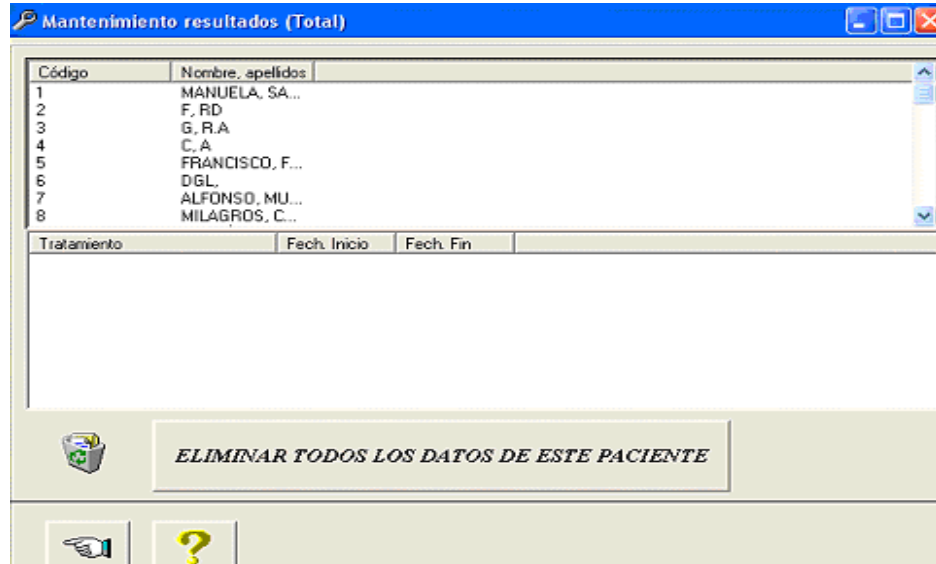 Mantenimiento resultados (Total)
Código Nombre, apellidos
1 MANUELA, SA...
2 F, RD
3 G, R.A
4 C, A
5 FRANCISCO, F...
6 DGL,
7 ALFONSO, MU...
8 MILAGROS, C...
Tratamiento Fech. Inicio Fech. Fin
ELIMINAR TODOS LOS DATOS DE ESTE PACIENTE
?